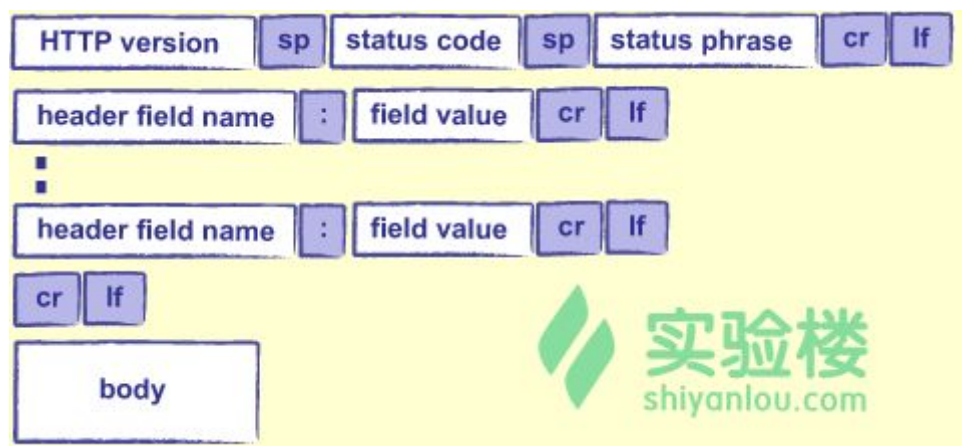 HTTP version sp status code sp status phrase cr lf
header field name : field value cr lf
header field name : field value cr lf
cr lf
body
实验楼
shiyanlou.com